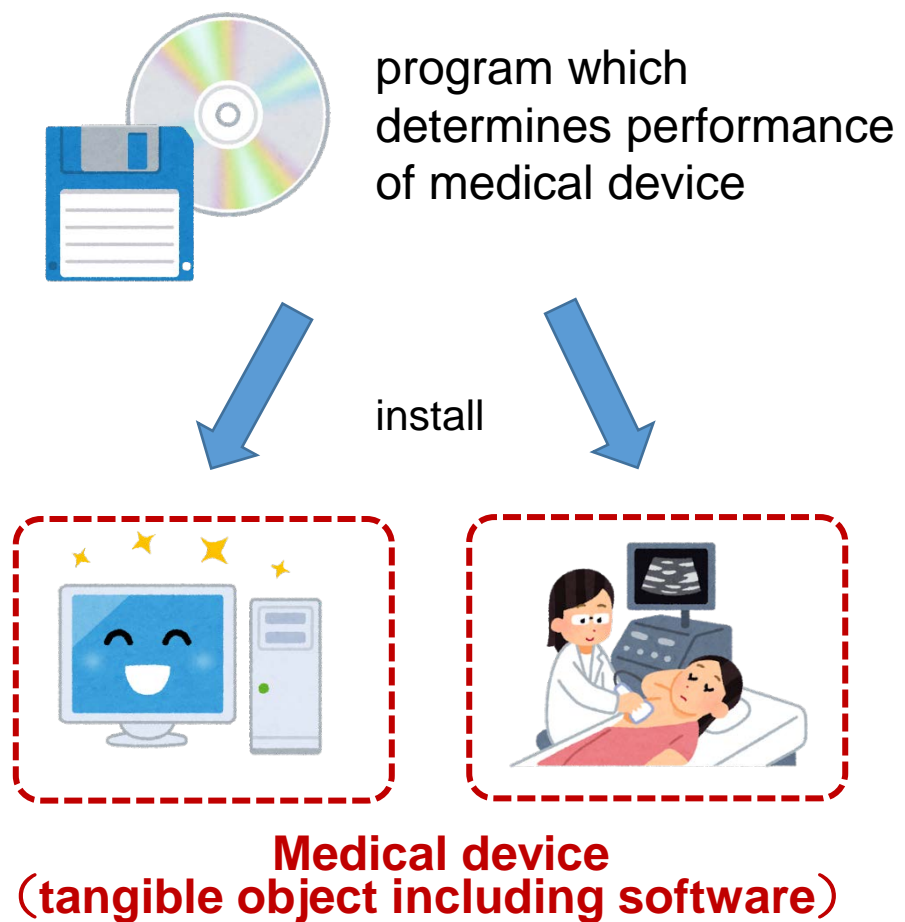 program which
determines performance
of medical device
install
Medical device
（tangible object including software）